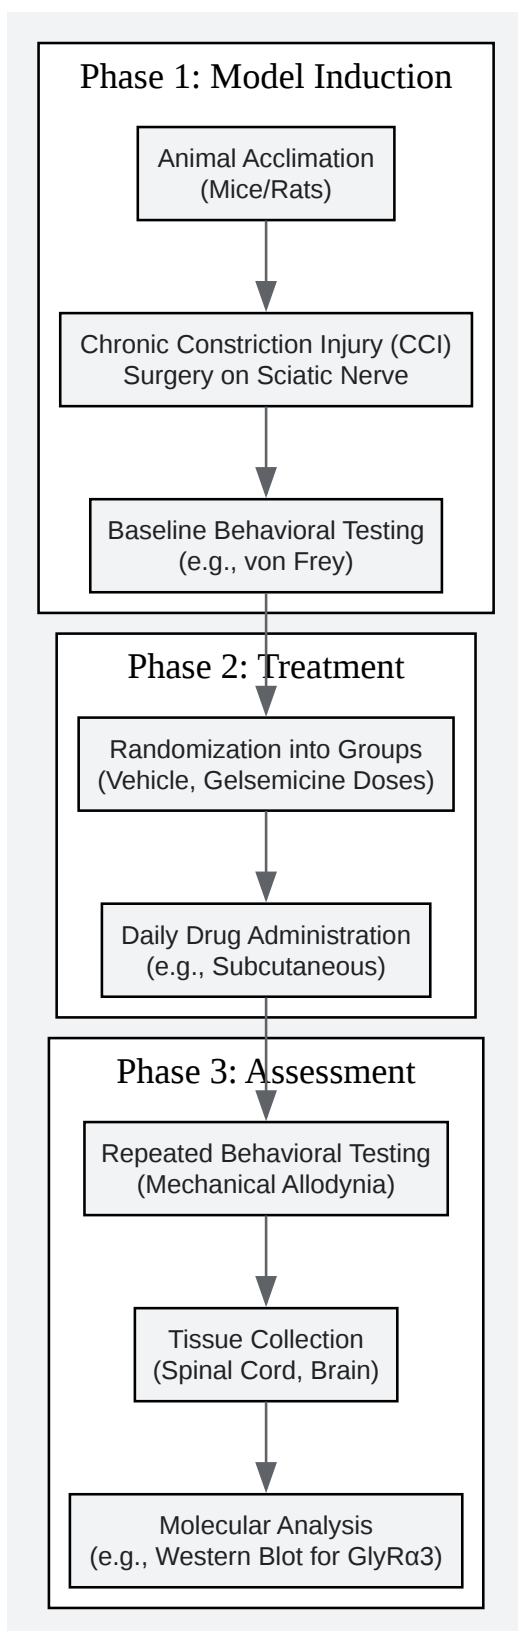 Phase 1: Model Induction
Animal Acclimation
(Mice/Rats)
Chronic Constriction Injury (CCI)
Surgery on Sciatic Nerve
Baseline Behavioral Testing
(e.g., von Frey)
Phase 2: Treatment
Randomization into Groups
(Vehicle, Gelsemicine Doses)
Daily Drug Administration
(e.g., Subcutaneous)
Phase 3: Assessment
Repeated Behavioral Testing
(Mechanical Allodynia)
Tissue Collection
(Spinal Cord, Brain)
Molecular Analysis
(e.g., Western Blot for GlyRα3)